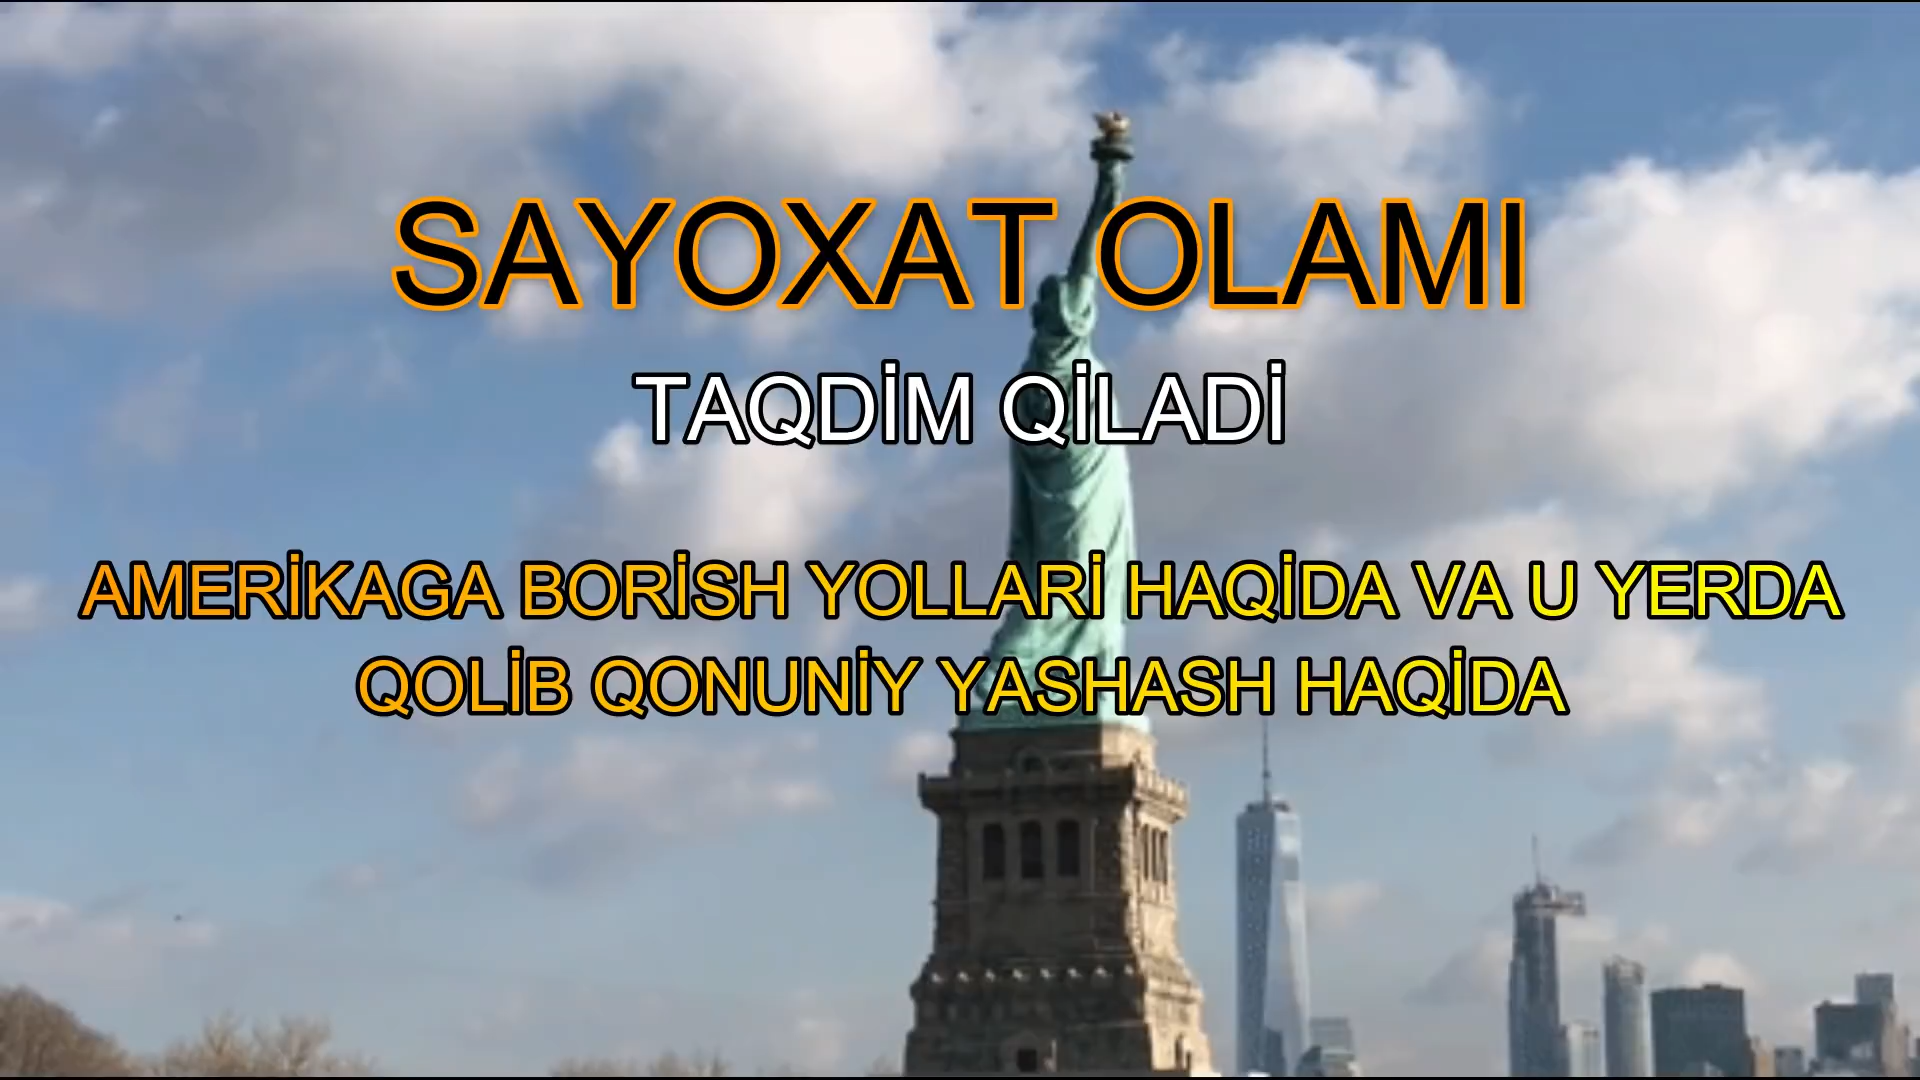 SAYOXAT OLAMI
TAQDİM QİLADİ
AMERİKAGA BORİSH YOLLARİ HAQİDA VA U YERDA
QOLİB QONUNİY YASHASH HAQİDA